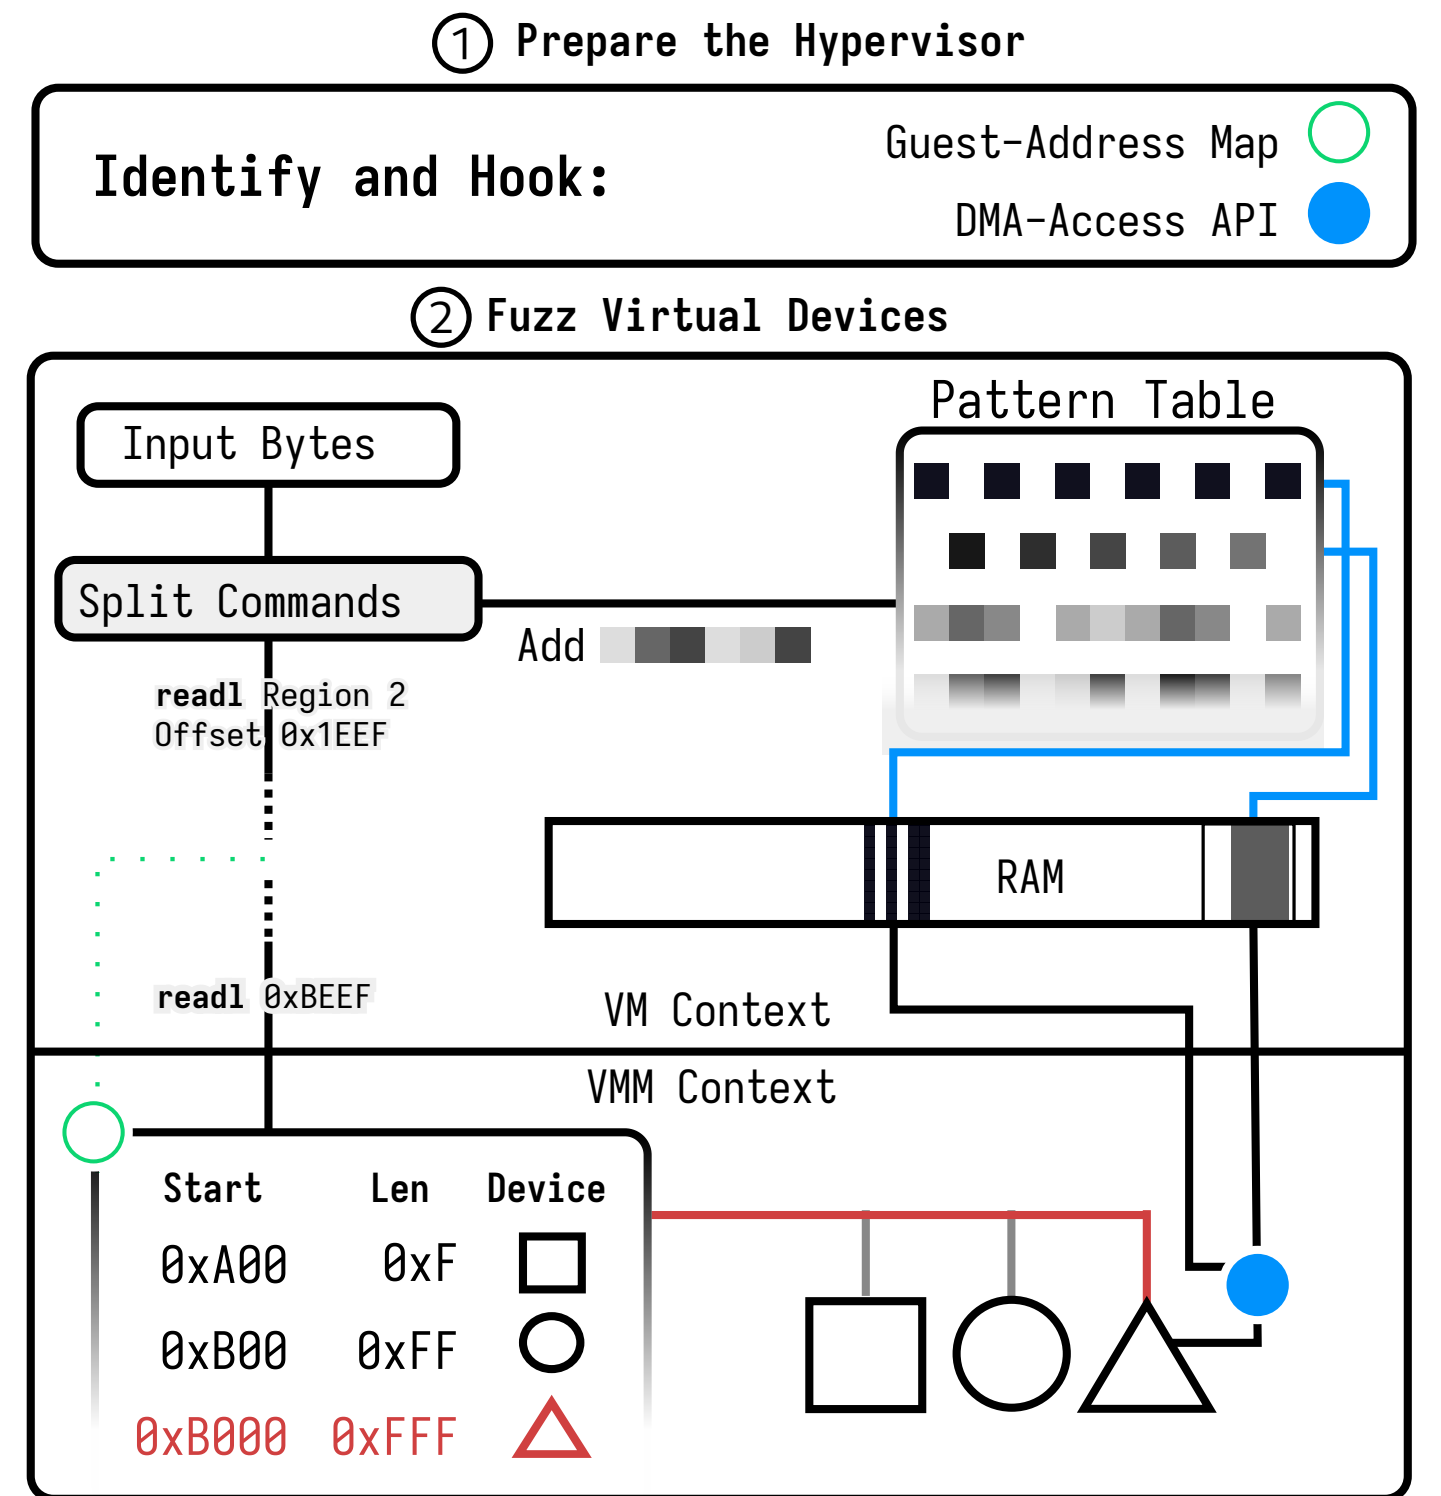 1 Prepare the Hypervisor
Identify and Hook:
Guest-Address Map
DMA-Access API
2 Fuzz Virtual Devices
Pattern Table
Input Bytes
Split Commands
Add
readl Region 2
Offset 0x1EEF
RAM
readl 0xBEEF
VM Context
VMM Context
Start Len Device
0xA00 0xF
0xB00 0xFF
0xB000 0xFFF